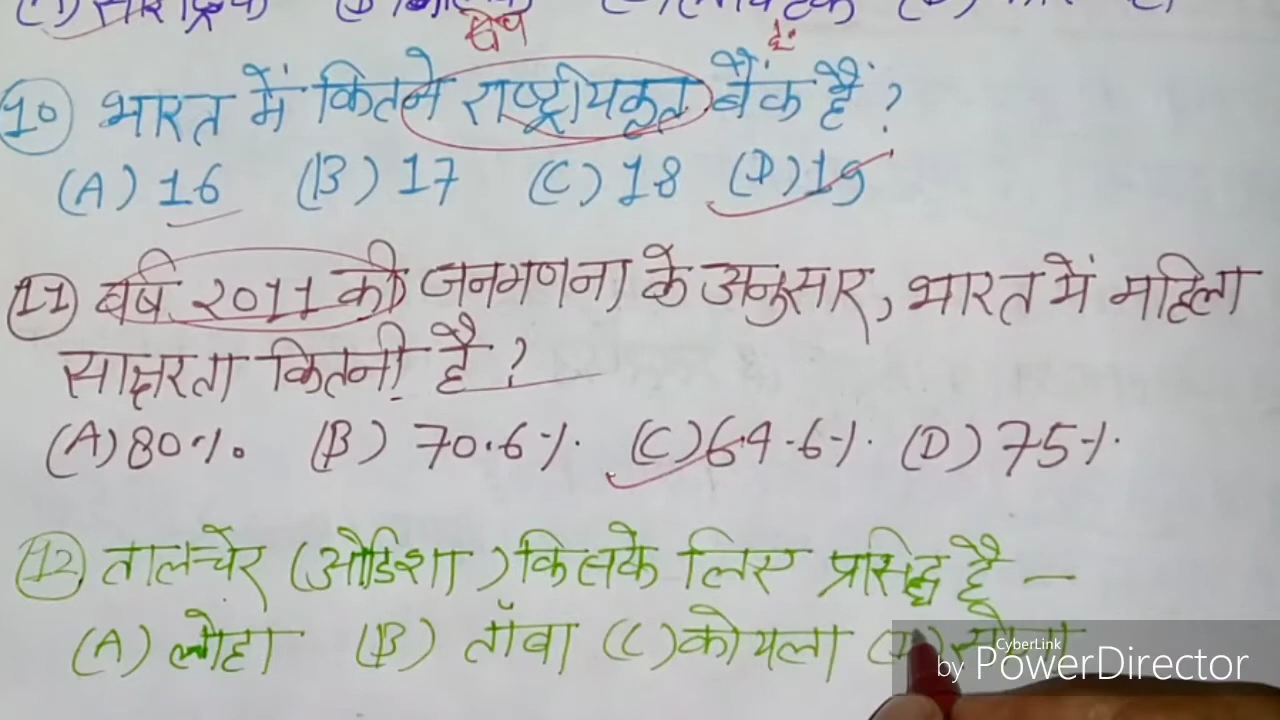 (10) भारत में कितने राष्ट्रीयकृत बैंक हैं ?
(A) 16 (B) 17 (C) 18 (D) 19
(11) वर्ष 2011 की जनगणना के अनुसार, भारत में महिला
साक्षरता कितनी है ?
(A) 80%. (B) 70.6%. (C) 64.6%. (D) 75%.
(12) तालचेर (ओडिशा) किसके लिए प्रसिद्ध है —
(A) लोहा (B) ताँबा (C) कोयला (D)
CyberLink
by PowerDirector